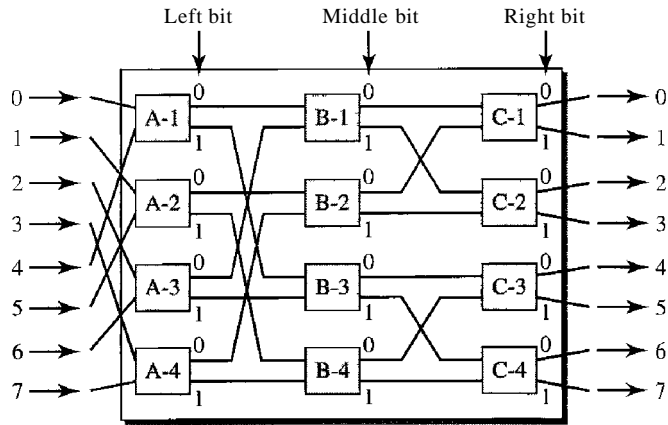 Left bit Middle bit Right bit
0 0 0 0
A-1 B-1 C-1
1 1 1 1 1
2 0 0 0 2
A-2 B-2 C-2
3 1 1 1 3
4 0 0 0 4
A-3 B-3 C-3
5 1 1 1 5
6 0 0 0 6
A-4 B-4 C-4
7 1 1 1 7